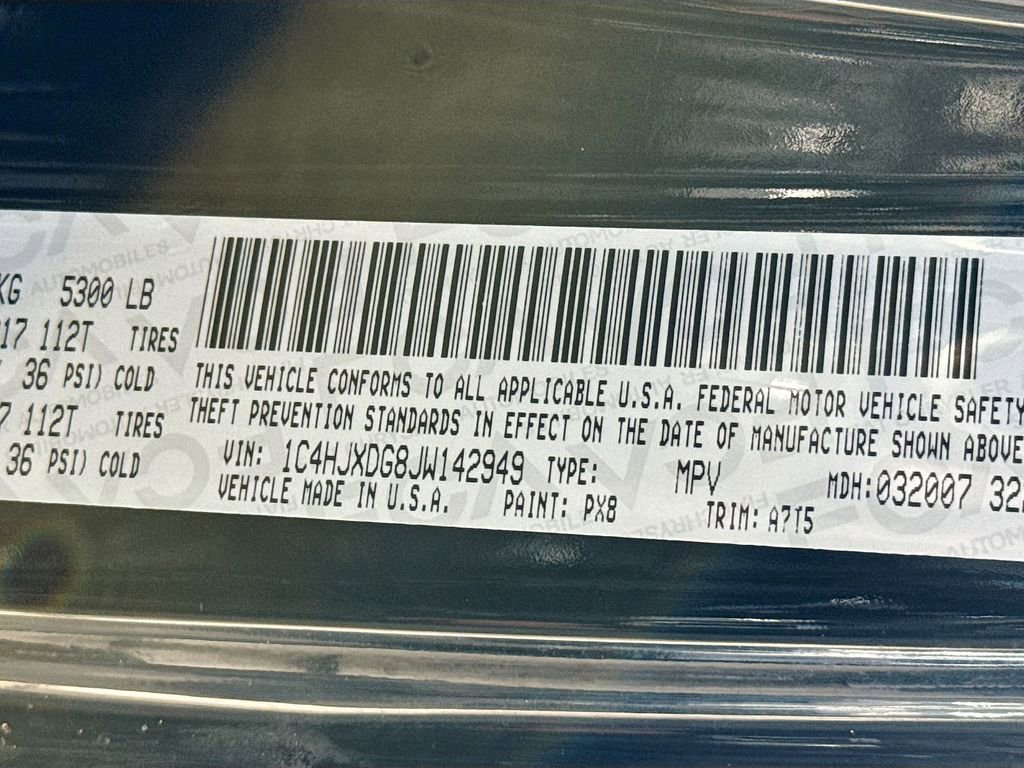 KG 5300 LB
17 112T TIRES
36 PSI) COLD
7 112T TIRES
36 PSI) COLD
THIS VEHICLE CONFORMS TO ALL APPLICABLE U.S.A. FEDERAL MOTOR VEHICLE SAFETY
THEFT PREVENTION STANDARDS IN EFFECT ON THE DATE OF MANUFACTURE SHOWN ABOVE
VIN: 1C4HJXDG8JW142949 TYPE: MPV MDH:032007 32
VEHICLE MADE IN U.S.A. PAINT: PX8 TRIM: A7T5